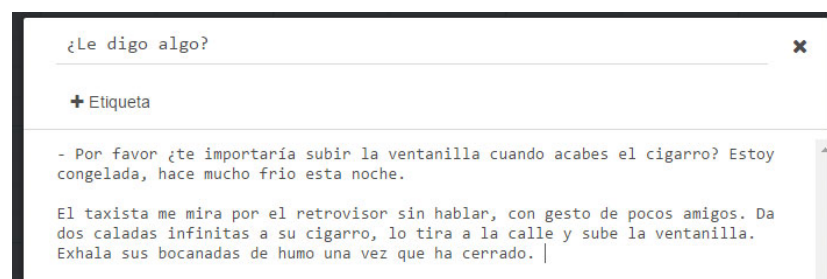 ¿Le digo algo?
Etiqueta
- Por favor ¿te importaría subir la ventanilla cuando acabes el cigarro? Estoy
congelada, hace mucho frio esta noche.
El taxista me mira por el retrovisor sin hablar, con gesto de pocos amigos. Da
dos caladas infinitas a su cigarro, lo tira a la calle y sube la ventanilla.
Exhala sus bocanadas de humo una vez que ha cerrado.